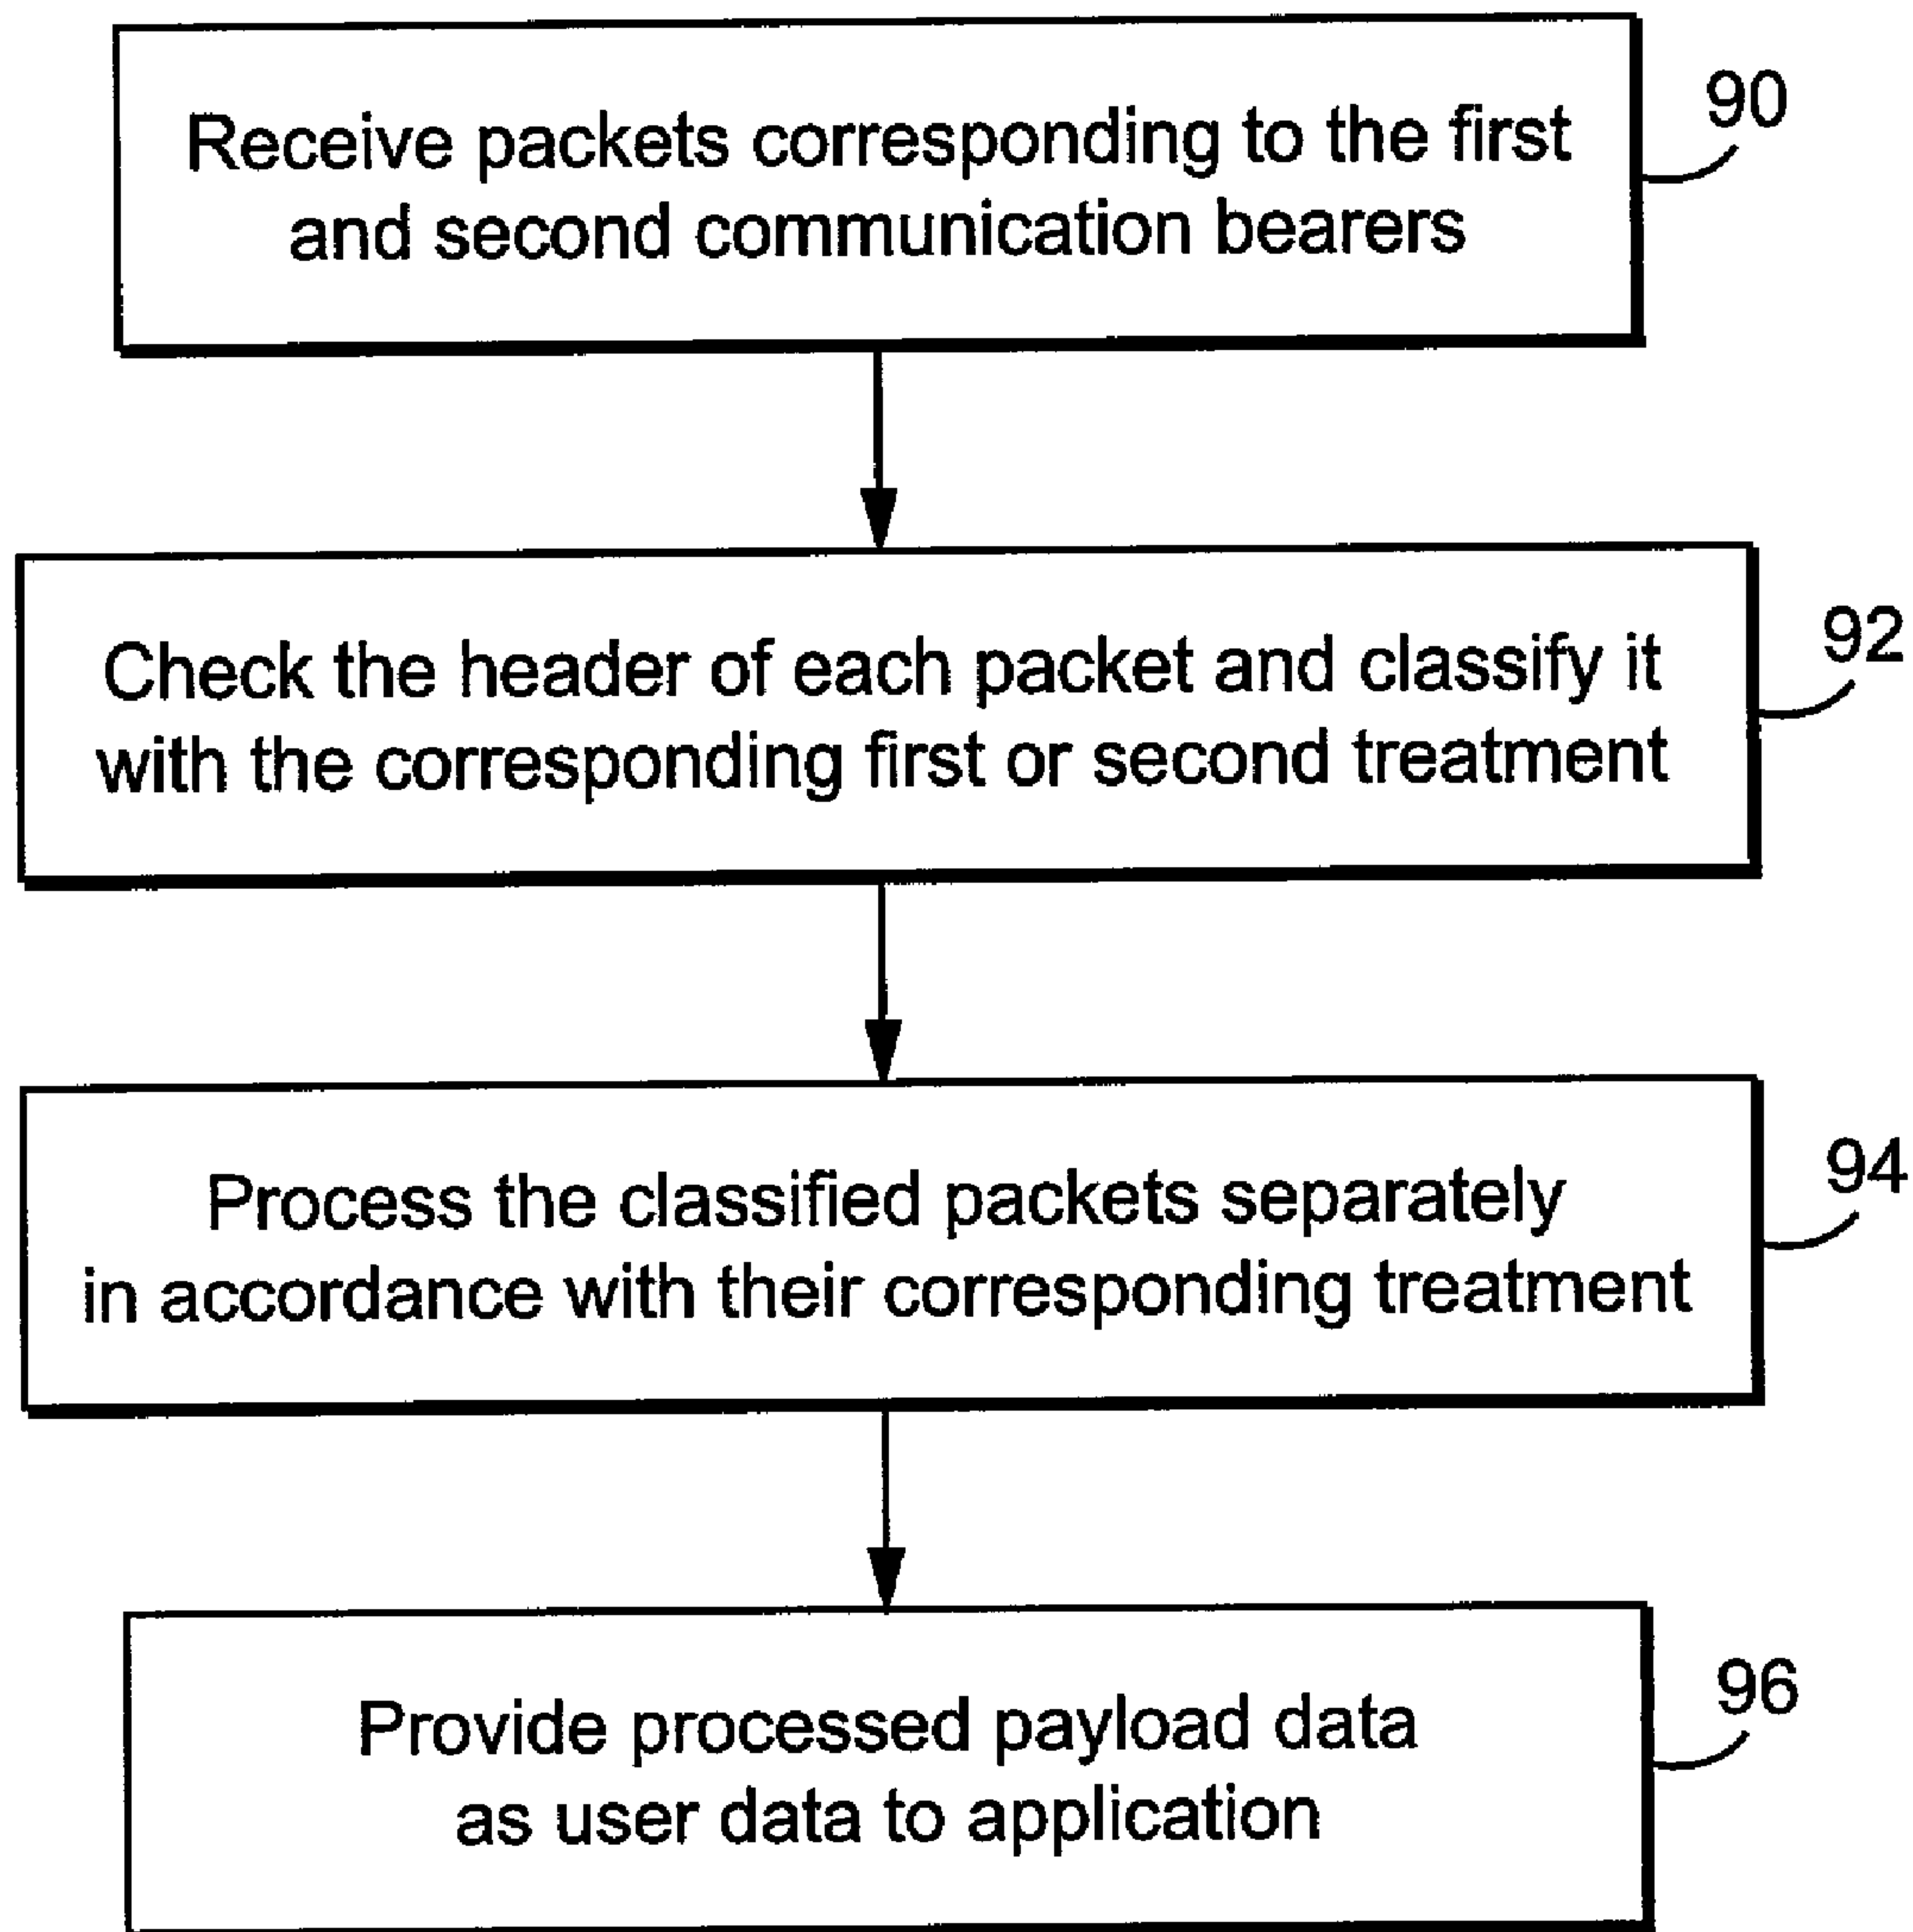 Receive packets corresponding to the first
and second communication bearers
90
Check the header of each packet and classify it
with the corresponding first or second treatment
92
Process the classified packets separately
in accordance with their corresponding treatment
94
Provide processed payload data
as user data to application
96